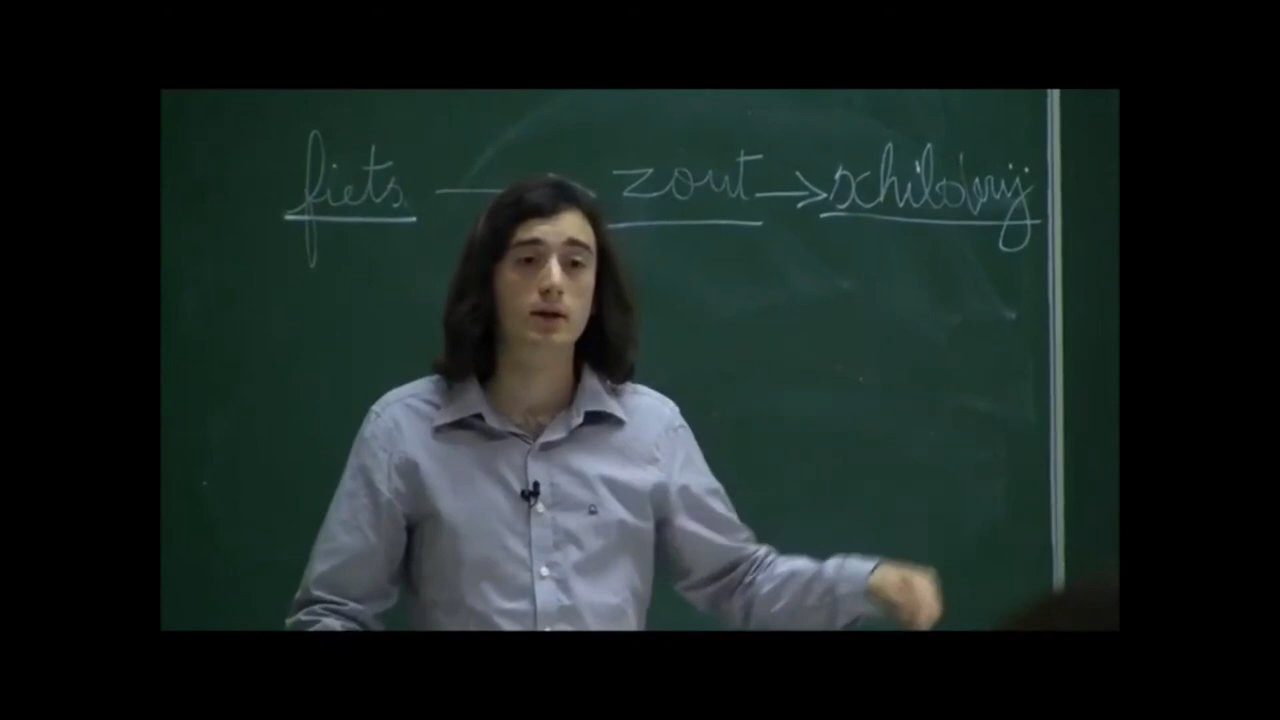 fiets → zout → schilderij